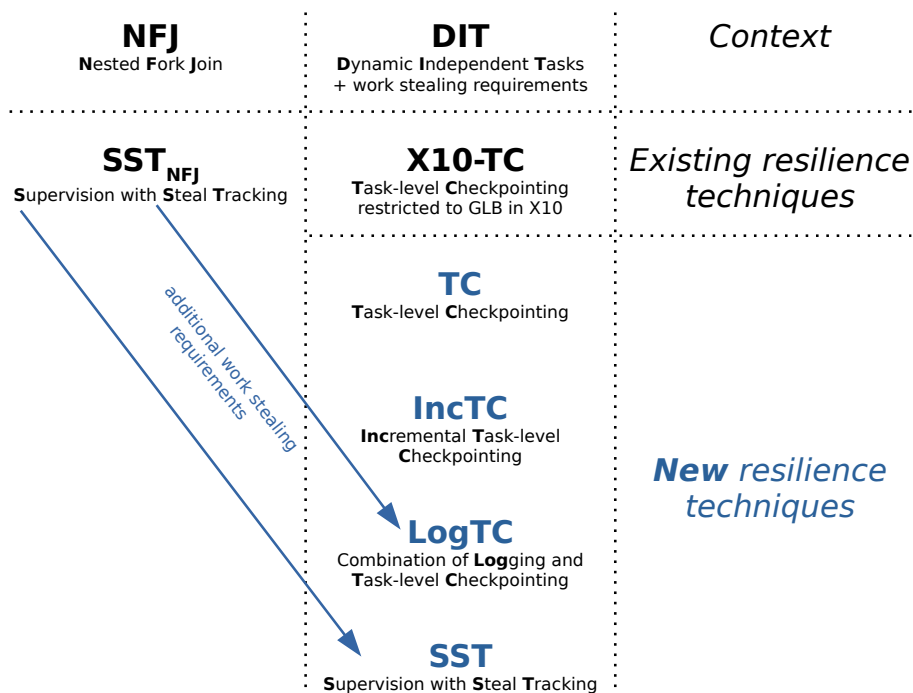 NFJ
Nested Fork Join
DIT
Dynamic Independent Tasks
+ work stealing requirements
Context
SSTNFJ
Supervision with Steal Tracking
X10-TC
Task-level Checkpointing
restricted to GLB in X10
Existing resilience
techniques
additional work stealing
requirements
TC
Task-level Checkpointing
IncTC
Incremental Task-level
Checkpointing
LogTC
Combination of Logging and
Task-level Checkpointing
SST
Supervision with Steal Tracking
New resilience
techniques